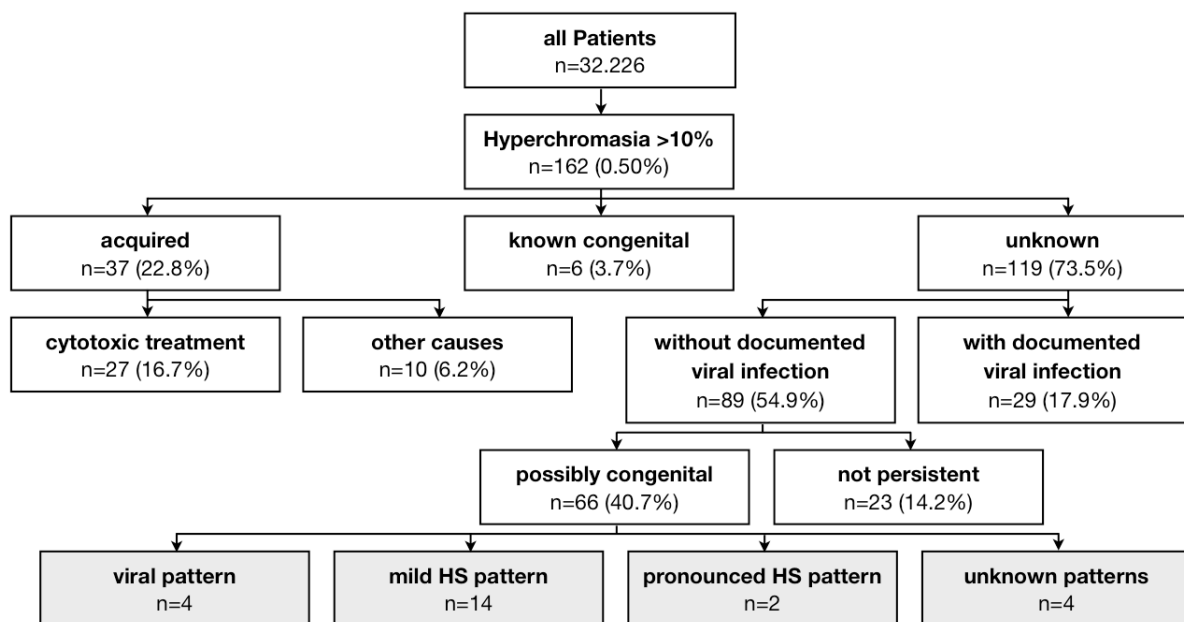 all Patients
n=32.226
Hyperchromasia >10%
n=162 (0.50%)
acquired
n=37 (22.8%)
known congenital
n=6 (3.7%)
unknown
n=119 (73.5%)
cytotoxic treatment
n=27 (16.7%)
other causes
n=10 (6.2%)
without documented
viral infection
n=89 (54.9%)
with documented
viral infection
n=29 (17.9%)
possibly congenital
n=66 (40.7%)
not persistent
n=23 (14.2%)
viral pattern
n=4
mild HS pattern
n=14
pronounced HS pattern
n=2
unknown patterns
n=4